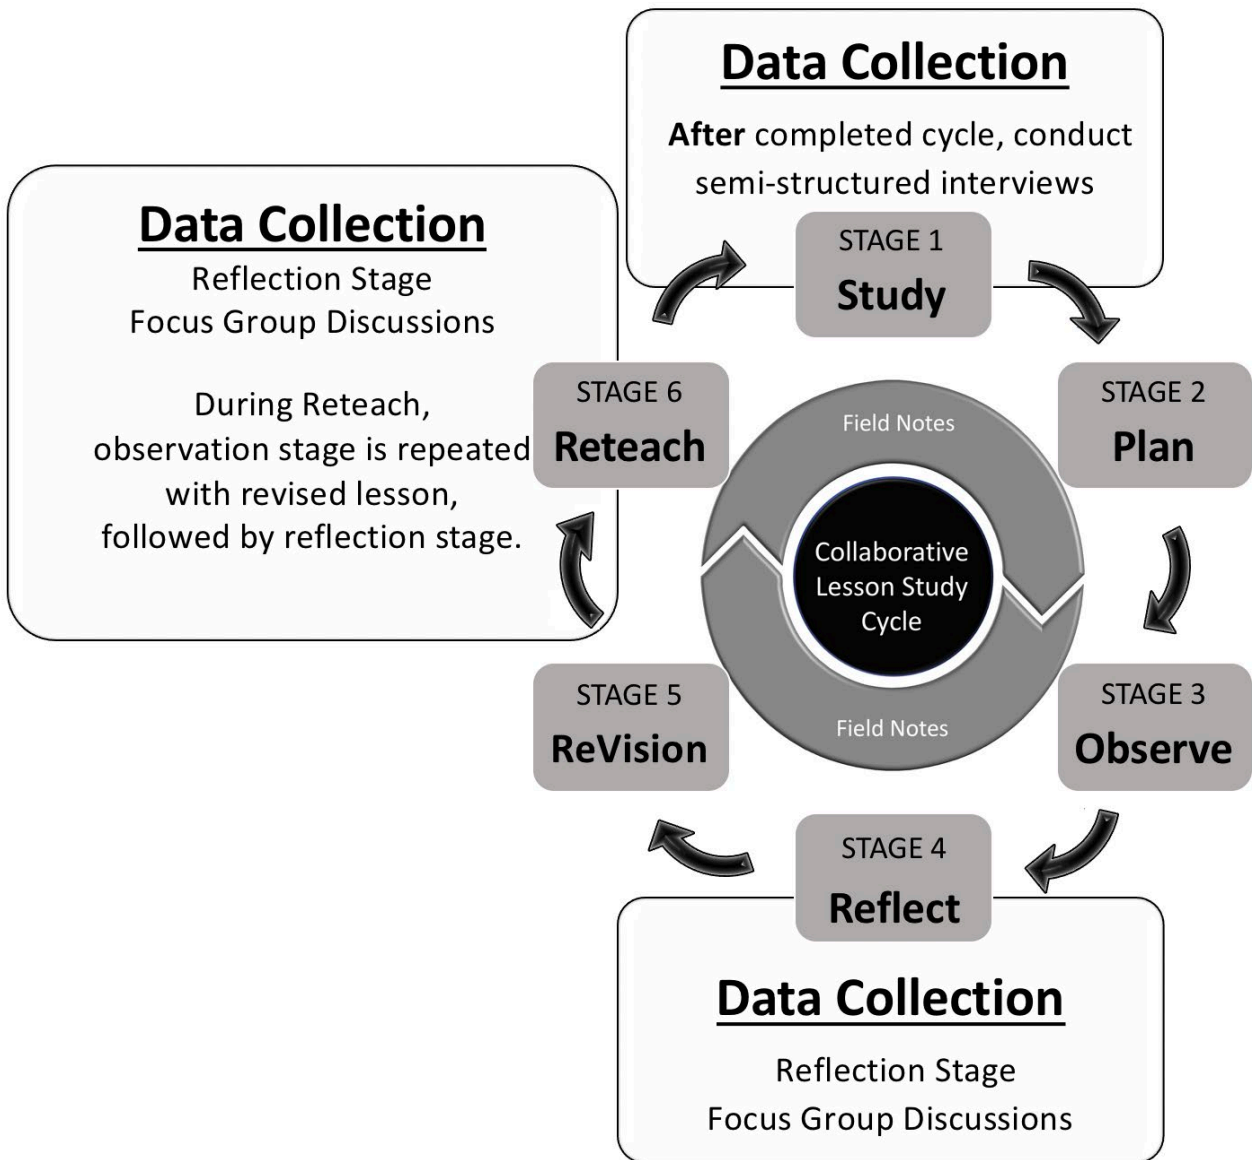 Data Collection
After completed cycle, conduct
semi-structured interviews
Data Collection
Reflection Stage
Focus Group Discussions
During Reteach,
observation stage is repeated
with revised lesson,
followed by reflection stage.
STAGE 1
Study
STAGE 2
Plan
STAGE 3
Observe
STAGE 4
Reflect
STAGE 5
ReVision
STAGE 6
Reteach
Field Notes
Collaborative
Lesson Study
Cycle
Field Notes
Data Collection
Reflection Stage
Focus Group Discussions